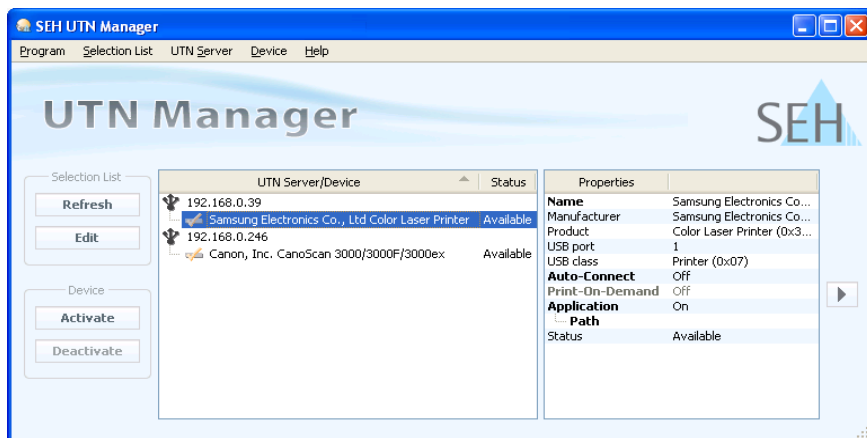 SEH UTN Manager
Program Selection List UTN Server Device Help
UTN Manager
SEH
Selection List
Refresh
Edit
Device
Activate
Deactivate
UTN Server/Device Status
192.168.0.39
Samsung Electronics Co., Ltd Color Laser Printer Available
192.168.0.246
Canon, Inc. CanoScan 3000/3000F/3000ex Available
Properties
Name Samsung Electronics Co...
Manufacturer Samsung Electronics Co...
Product Color Laser Printer (0x3...
USB port 1
USB class Printer (0x07)
Auto-Connect Off
Print-On-Demand Off
Application On
Path
Status Available